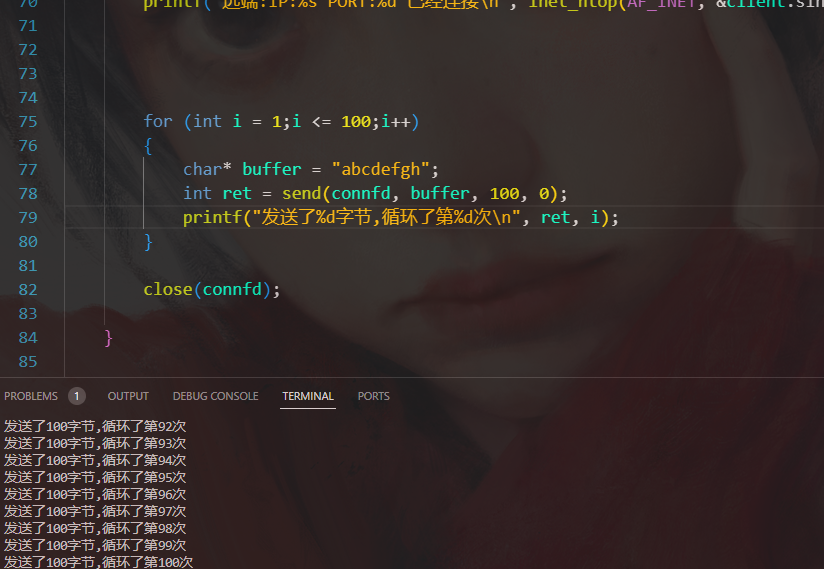 70 printf("远端:IP:%s PORT:%d 已经连接\n", inet_ntop(AF_INET, &client.sin
71
72
73
74
75 for (int i = 1;i <= 100;i++)
76 {
77 char* buffer = "abcdefgh";
78 int ret = send(connfd, buffer, 100, 0);
79 printf("发送了%d字节,循环了第%d次\n", ret, i);
80 }
81
82 close(connfd);
83
84 }
85
PROBLEMS 1 OUTPUT DEBUG CONSOLE TERMINAL PORTS
发送了100字节,循环了第92次
发送了100字节,循环了第93次
发送了100字节,循环了第94次
发送了100字节,循环了第95次
发送了100字节,循环了第96次
发送了100字节,循环了第97次
发送了100字节,循环了第98次
发送了100字节,循环了第99次
发送了100字节,循环了第100次